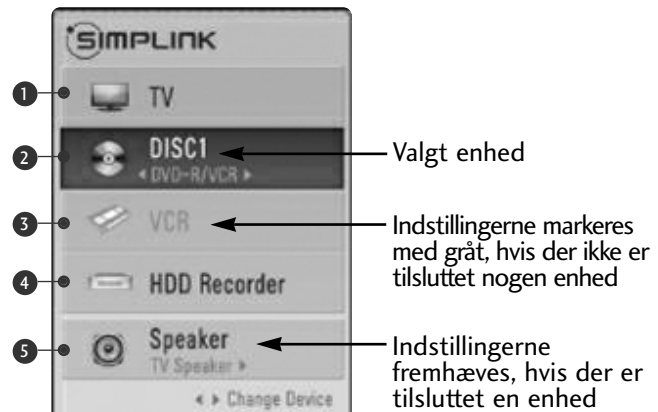 SIMPLINK
1 TV
2 DISC1
◂ DVD-R/VCR ▸
Valgt enhed
3 VCR
Indstillingerne markeres
med gråt, hvis der ikke er
tilsluttet nogen enhed
4 HDD Recorder
5 Speaker
TV Speaker ▸
Indstillingerne
fremhæves, hvis der er
tilsluttet en enhed
◂ ▸ Change Device